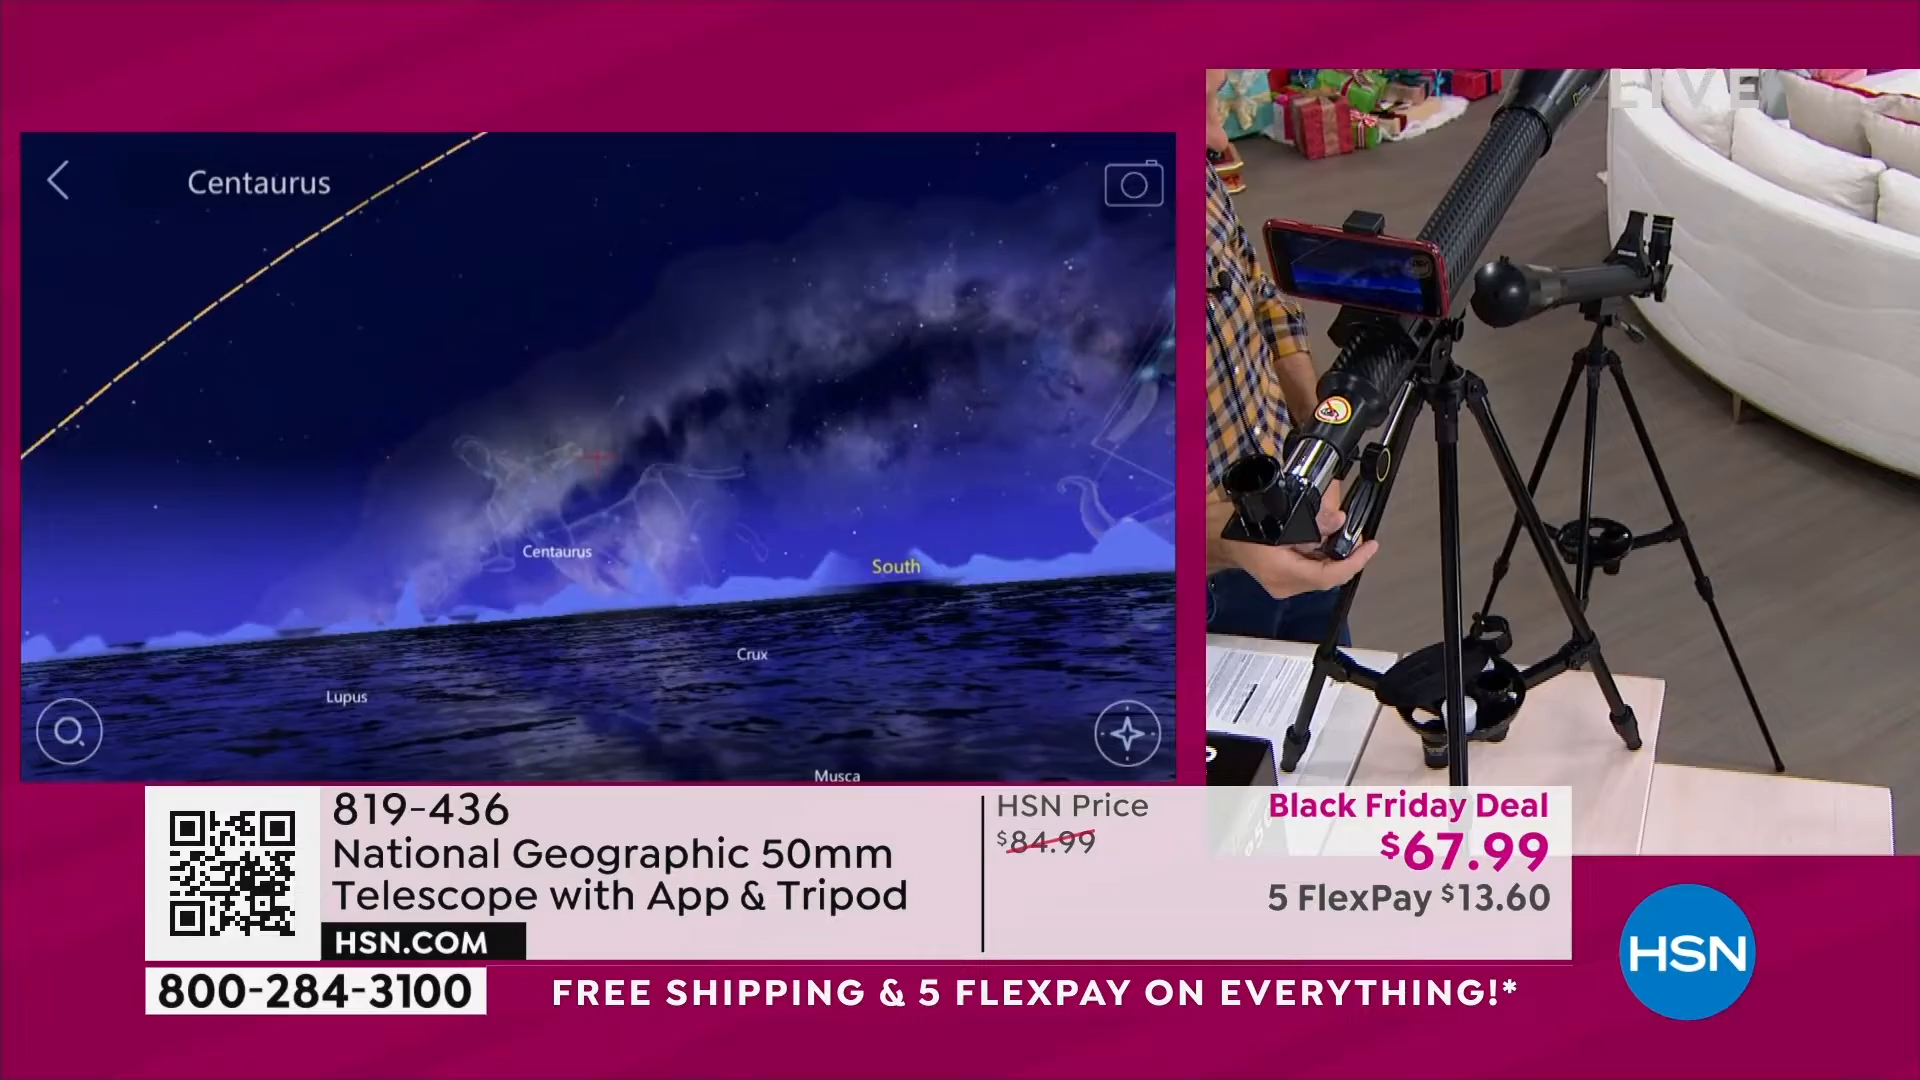 LIVE
Centaurus
Centaurus
South
Crux
Lupus
Musca
819-436
National Geographic 50mm
Telescope with App & Tripod
HSN.COM
HSN Price
$84.99
Black Friday Deal
$67.99
5 FlexPay $13.60
800-284-3100
FREE SHIPPING & 5 FLEXPAY ON EVERYTHING!*
HSN